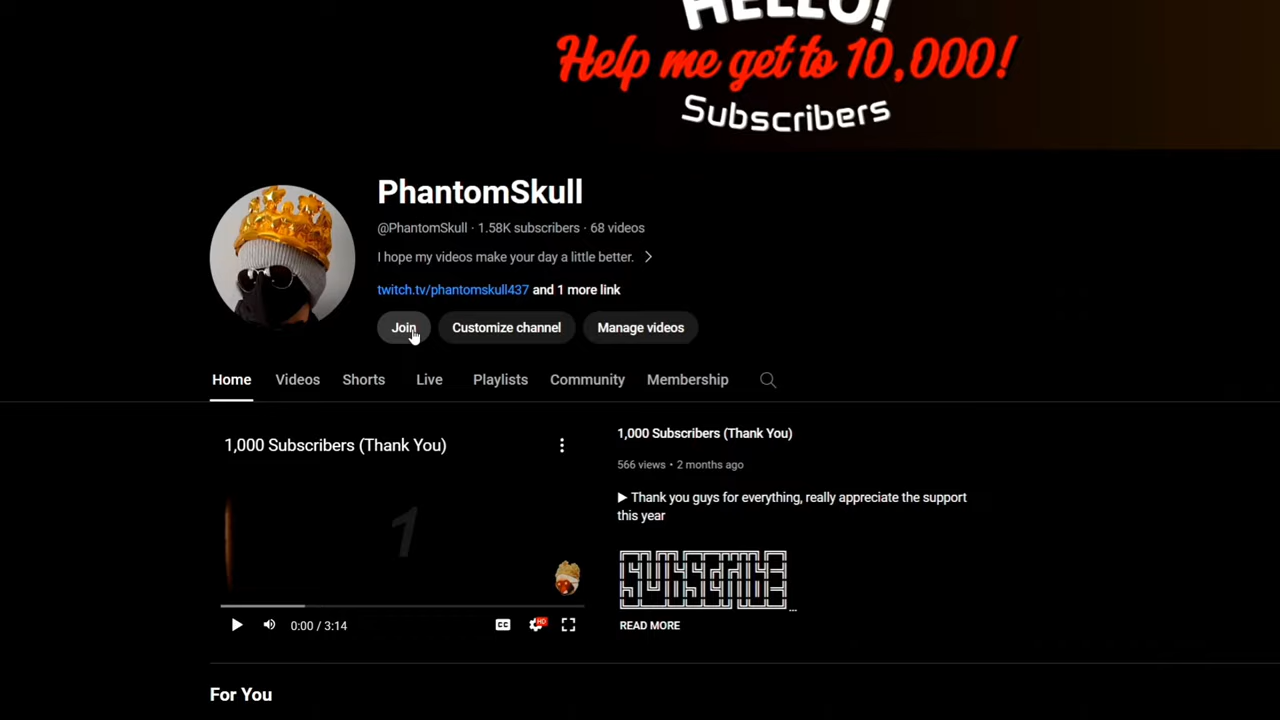 HELLO!
Help me get to 10,000!
Subscribers
PhantomSkull
@PhantomSkull · 1.58K subscribers · 68 videos
I hope my videos make your day a little better.
twitch.tv/phantomskull437 and 1 more link
Join Customize channel Manage videos
Home Videos Shorts Live Playlists Community Membership
1,000 Subscribers (Thank You)
1
0:00 / 3:14
CC
HD
1,000 Subscribers (Thank You)
566 views • 2 months ago
▶ Thank you guys for everything, really appreciate the support
this year
SUBSCRIBE
...
READ MORE
For You